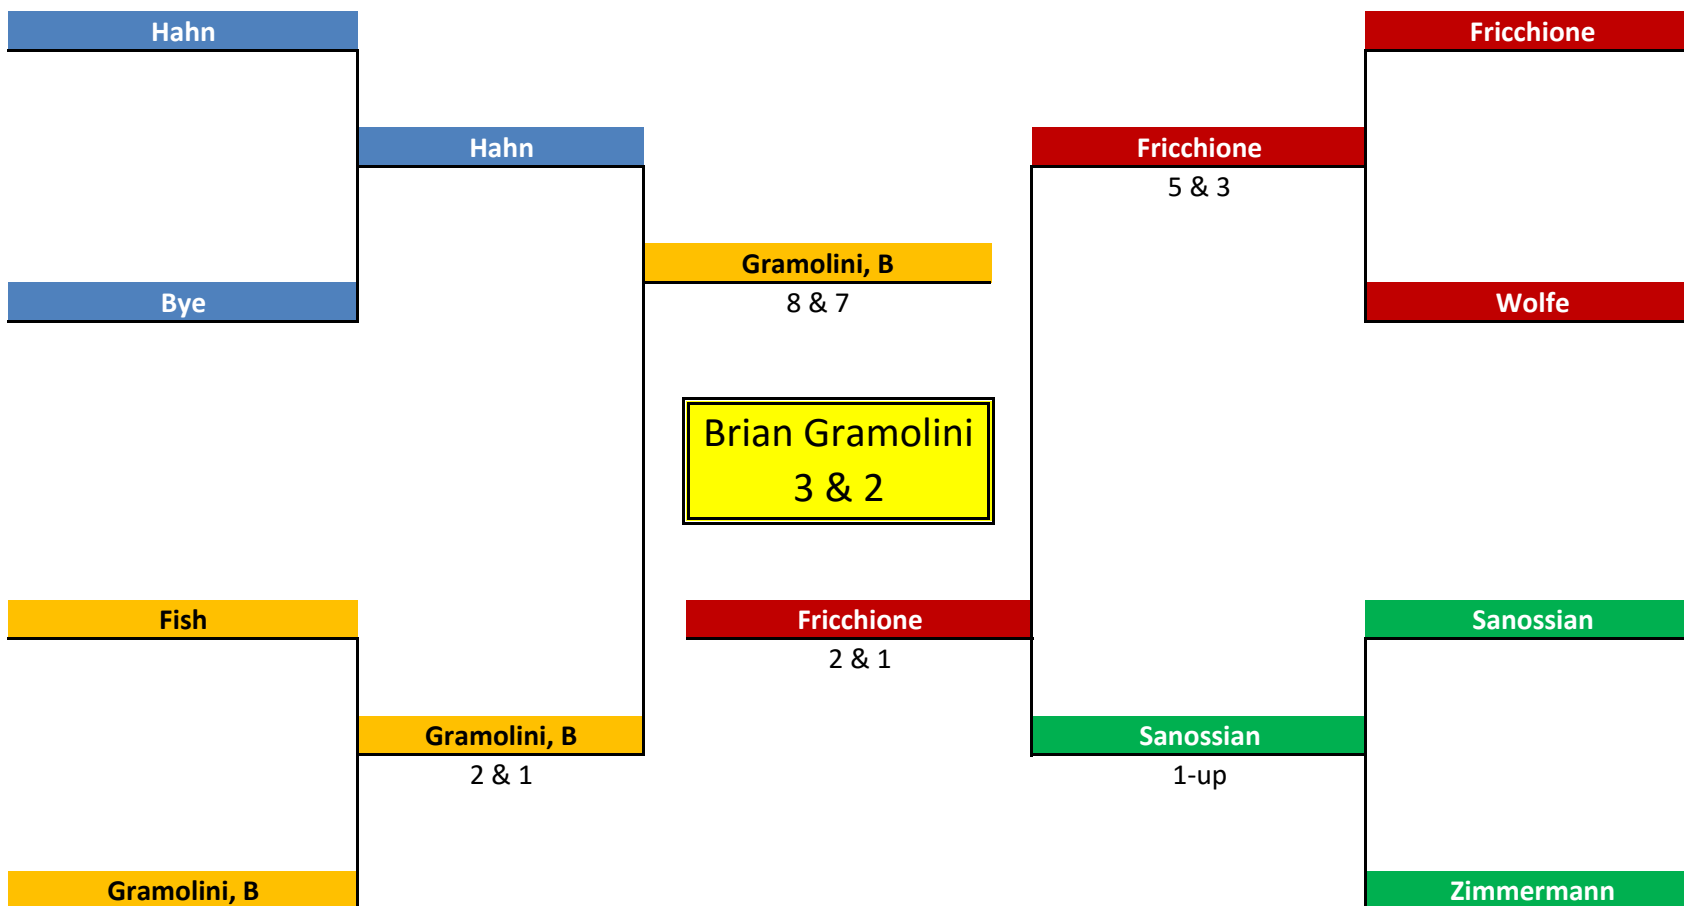 Hahn
Fricchione
Hahn
Fricchione
5 & 3
Gramolini, B
8 & 7
Bye
Wolfe
Brian Gramolini
3 & 2
Fish
Fricchione
2 & 1
Sanossian
Gramolini, B
2 & 1
Sanossian
1-up
Gramolini, B
Zimmermann